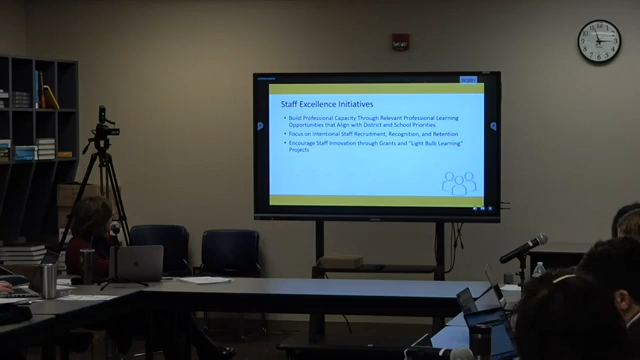 Staff Excellence Initiatives
• Build Professional Capacity Through Relevant Professional Learning
Opportunities that Align with District and School Priorities
• Focus on Intentional Staff Recruitment, Recognition, and Retention
• Encourage Staff Innovation through Grants and "Light Bulb Learning"
Projects